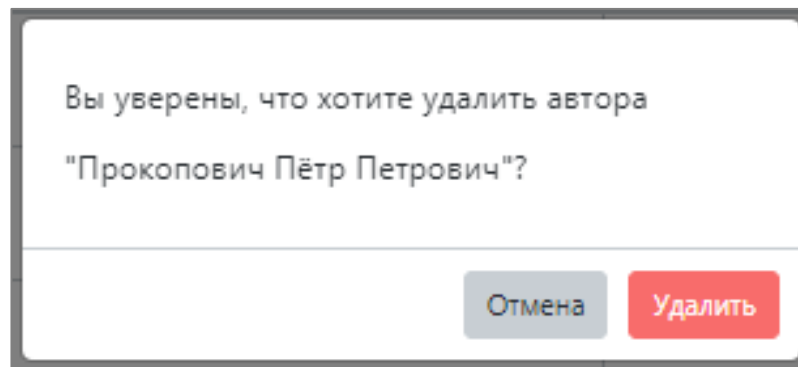 Вы уверены, что хотите удалить автора
"Прокопович Пётр Петрович"?
Отмена Удалить